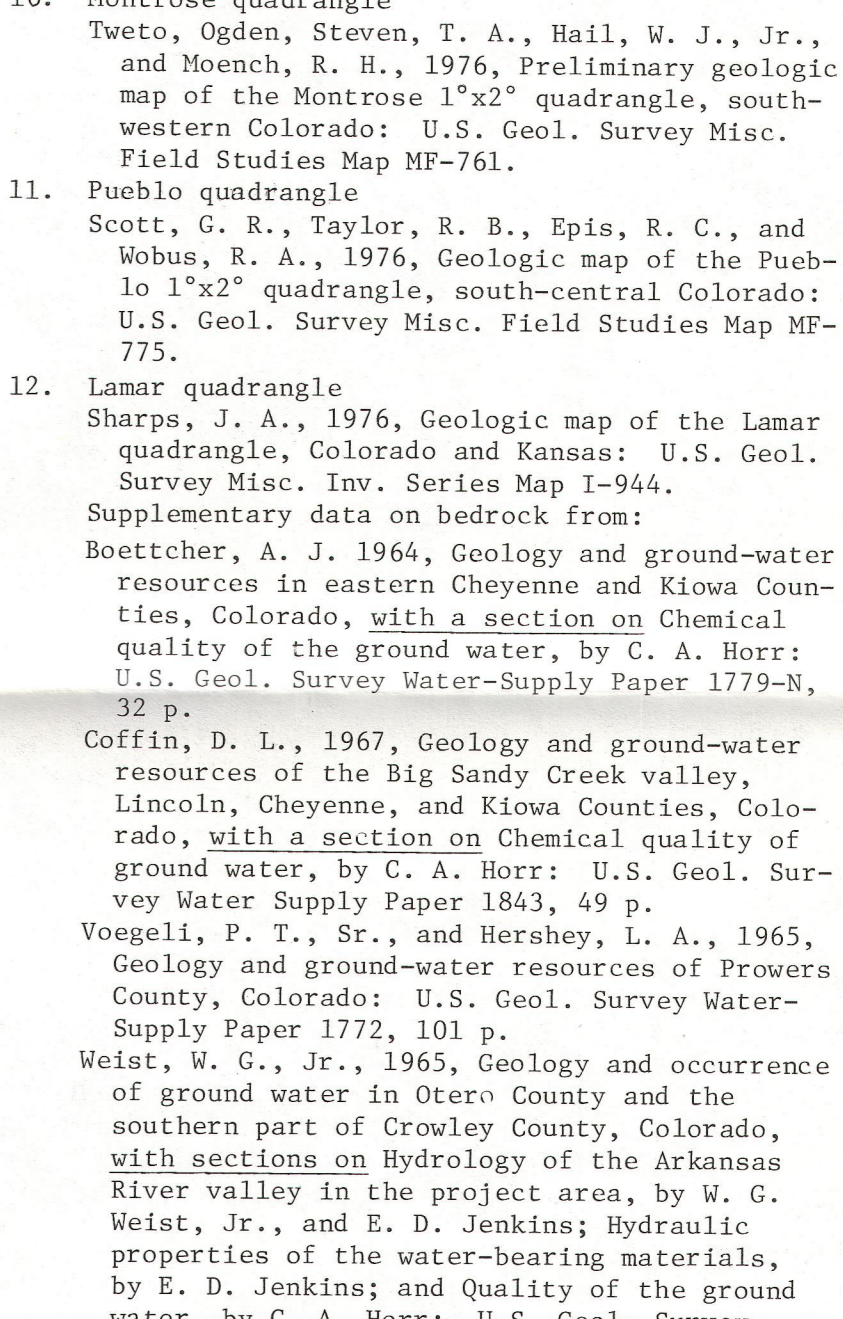 10. Montrose quadrangle
Tweto, Ogden, Steven, T. A., Hail, W. J., Jr.,
and Moench, R. H., 1976, Preliminary geologic
map of the Montrose 1°x2° quadrangle, south-
western Colorado: U.S. Geol. Survey Misc.
Field Studies Map MF-761.
11. Pueblo quadrangle
Scott, G. R., Taylor, R. B., Epis, R. C., and
Wobus, R. A., 1976, Geologic map of the Pueb-
lo 1°x2° quadrangle, south-central Colorado:
U.S. Geol. Survey Misc. Field Studies Map MF-
775.
12. Lamar quadrangle
Sharps, J. A., 1976, Geologic map of the Lamar
quadrangle, Colorado and Kansas: U.S. Geol.
Survey Misc. Inv. Series Map I-944.
Supplementary data on bedrock from:
Boettcher, A. J. 1964, Geology and ground-water
resources in eastern Cheyenne and Kiowa Coun-
ties, Colorado, with a section on Chemical
quality of the ground water, by C. A. Horr:
U.S. Geol. Survey Water-Supply Paper 1779-N,
32 p.
Coffin, D. L., 1967, Geology and ground-water
resources of the Big Sandy Creek valley,
Lincoln, Cheyenne, and Kiowa Counties, Colo-
rado, with a section on Chemical quality of
ground water, by C. A. Horr: U.S. Geol. Sur-
vey Water Supply Paper 1843, 49 p.
Voegeli, P. T., Sr., and Hershey, L. A., 1965,
Geology and ground-water resources of Prowers
County, Colorado: U.S. Geol. Survey Water-
Supply Paper 1772, 101 p.
Weist, W. G., Jr., 1965, Geology and occurrence
of ground water in Otero County and the
southern part of Crowley County, Colorado,
with sections on Hydrology of the Arkansas
River valley in the project area, by W. G.
Weist, Jr., and E. D. Jenkins; Hydraulic
properties of the water-bearing materials,
by E. D. Jenkins; and Quality of the ground
water, by C. A. Horr: U.S. Geol. Survey